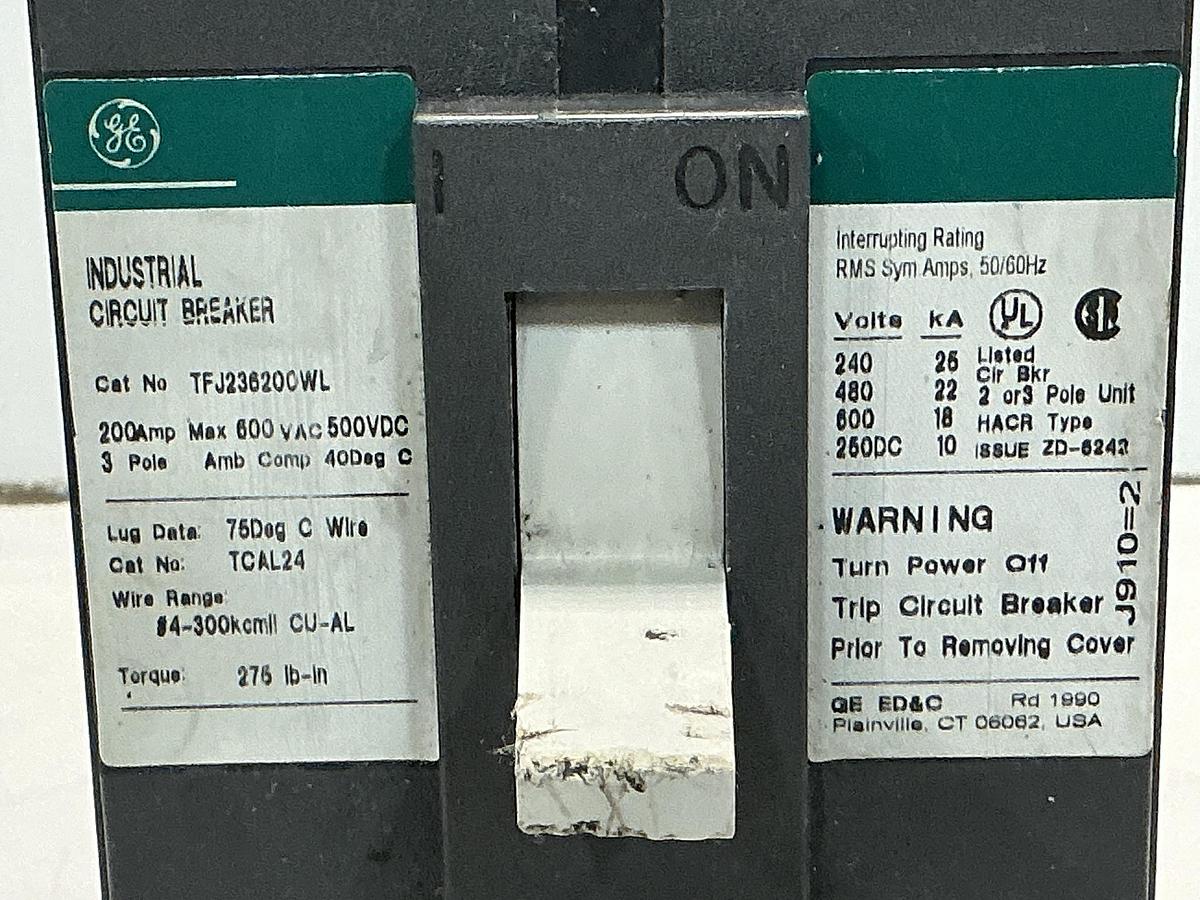 GE
INDUSTRIAL
CIRCUIT BREAKER
Cat No TFJ236200WL
200Amp Max 600 VAC 500VDC
3 Pole Amb Comp 40Deg C
Lug Data: 75Deg C Wire
Cat No: TCAL24
Wire Range:
#4-300kcmil CU-AL
Torque: 275 lb-in
I ON
Interrupting Rating
RMS Sym Amps, 50/60Hz
Volts kA UL SA
240 25 Listed
Cir Bkr
480 22 2 or3 Pole Unit
600 18 HACR Type
250DC 10 ISSUE ZD-6243
WARNING
Turn Power Off
Trip Circuit Breaker
Prior To Removing Cover
J910=2
GE ED&C Rd 1990
Plainville, CT 06062, USA